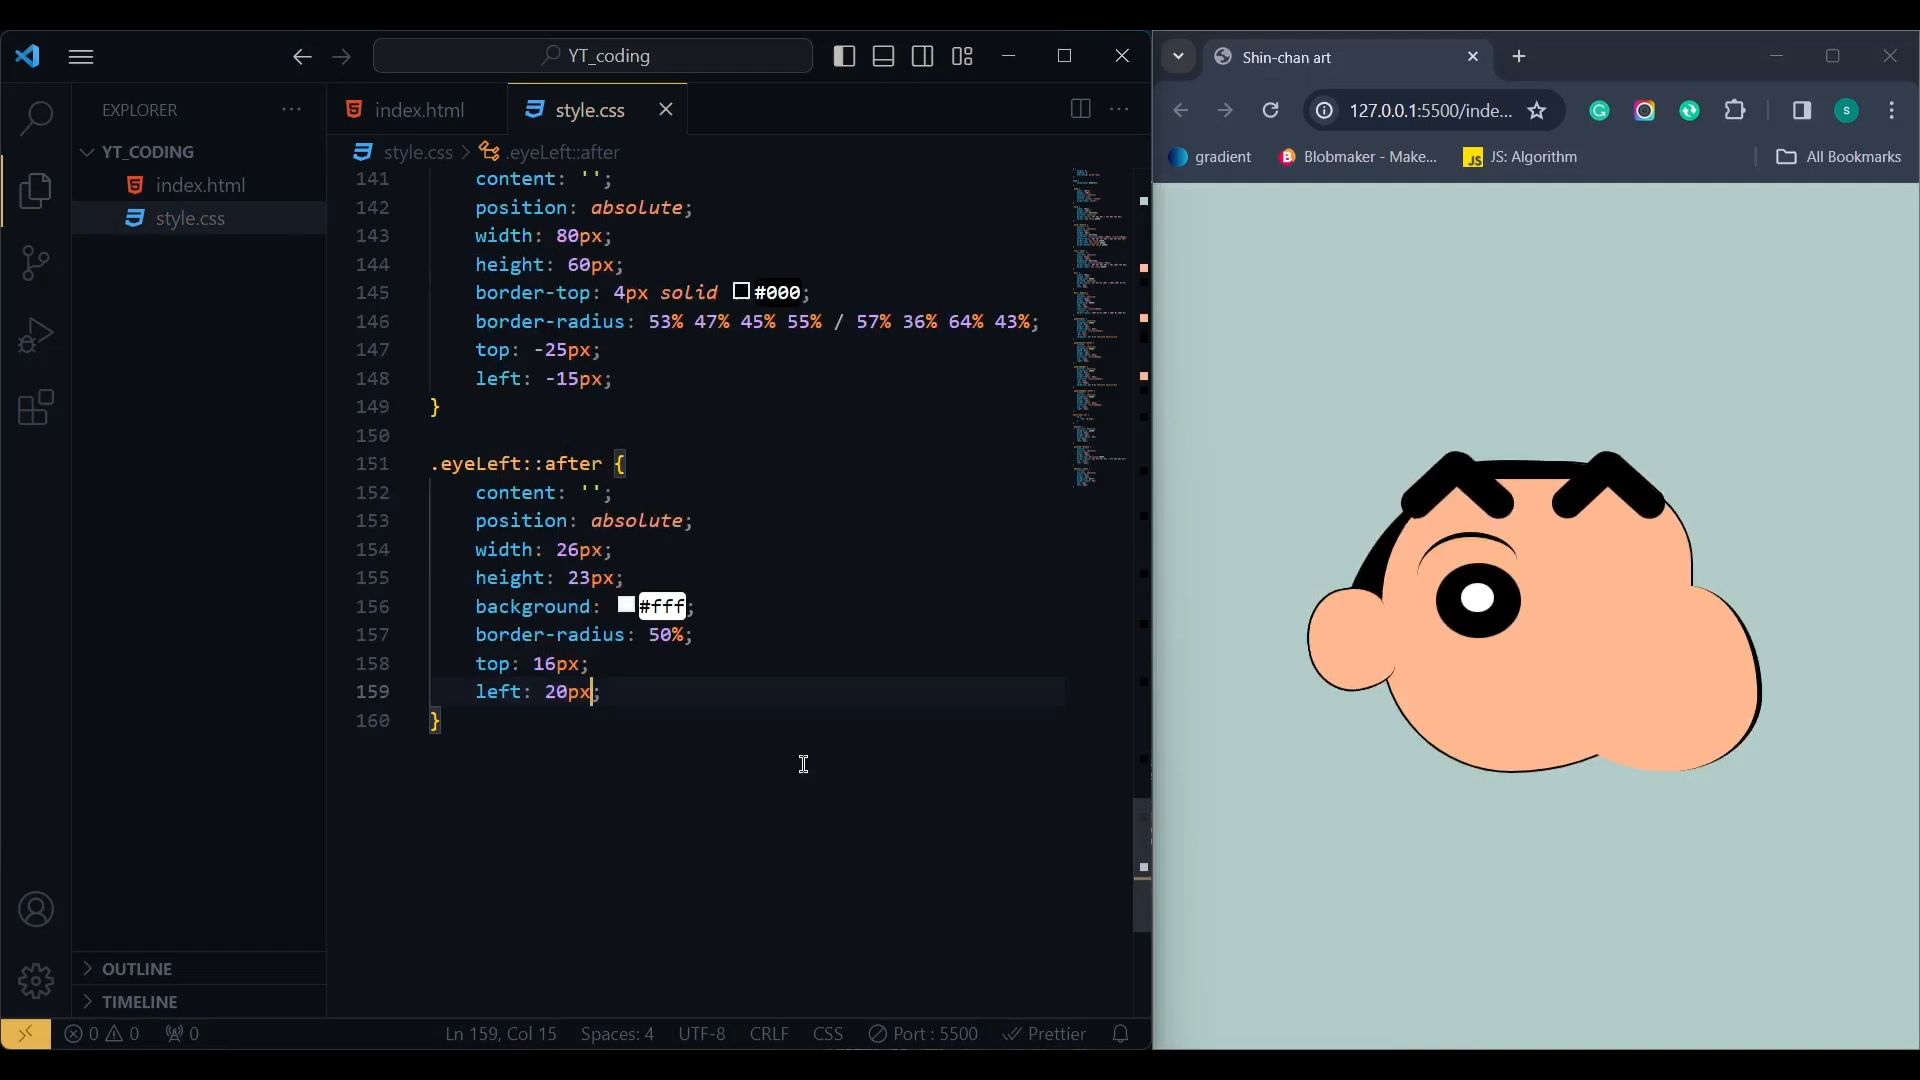 YT_coding
Shin-chan art
EXPLORER
index.html
style.css
127.0.0.1:5500/inde...
S
YT_CODING
style.css > .eyeLeft::after
gradient
Blobmaker - Make...
JS
JS: Algorithm
All Bookmarks
index.html
style.css
141 content: '';
142 position: absolute;
143 width: 80px;
144 height: 60px;
145 border-top: 4px solid #000;
146 border-radius: 53% 47% 45% 55% / 57% 36% 64% 43%;
147 top: -25px;
148 left: -15px;
149 }
150
151 .eyeLeft::after {
152 content: '';
153 position: absolute;
154 width: 26px;
155 height: 23px;
156 background: #fff;
157 border-radius: 50%;
158 top: 16px;
159 left: 20px;
160 }
OUTLINE
TIMELINE
0 0 0
Ln 159, Col 15
Spaces: 4
UTF-8
CRLF
CSS
Port : 5500
Prettier